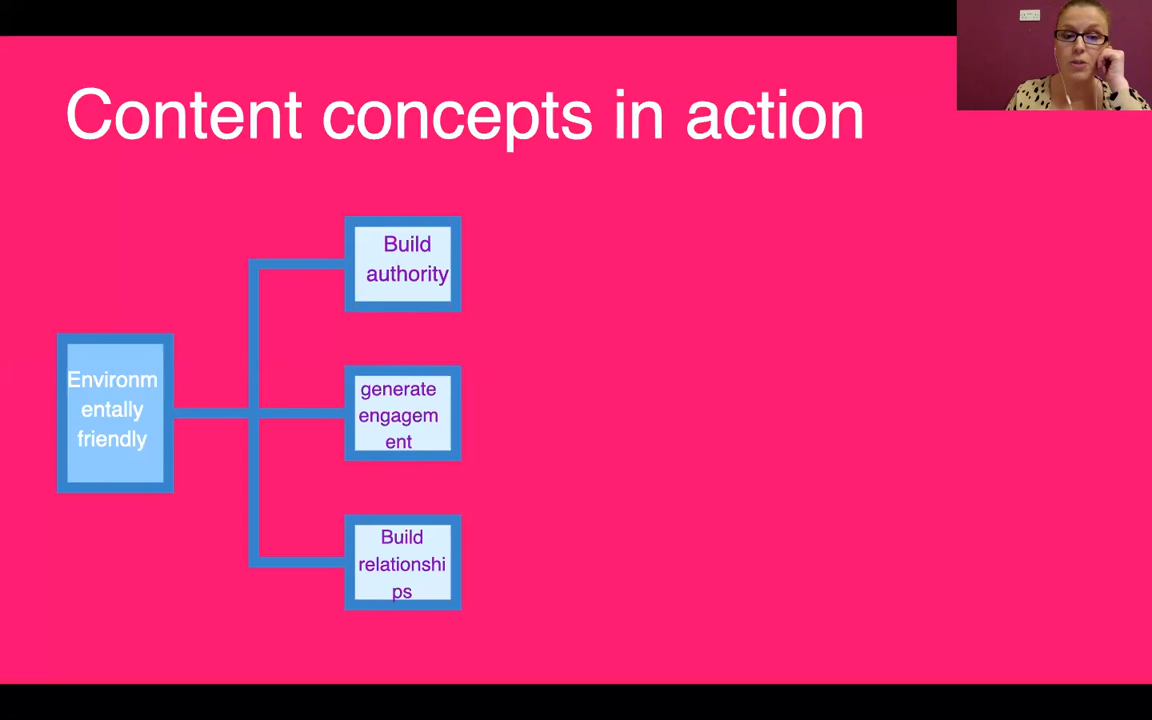 Content concepts in action
Build
authority
Environm
entally
friendly
generate
engagem
ent
Build
relationshi
ps